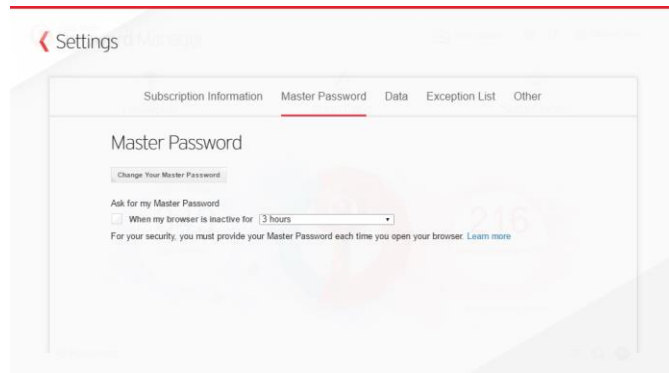 Settings
Subscription Information Master Password Data Exception List Other
Master Password
Change Your Master Password
Ask for my Master Password
When my browser is inactive for 3 hours
For your security, you must provide your Master Password each time you open your browser. Learn more
216